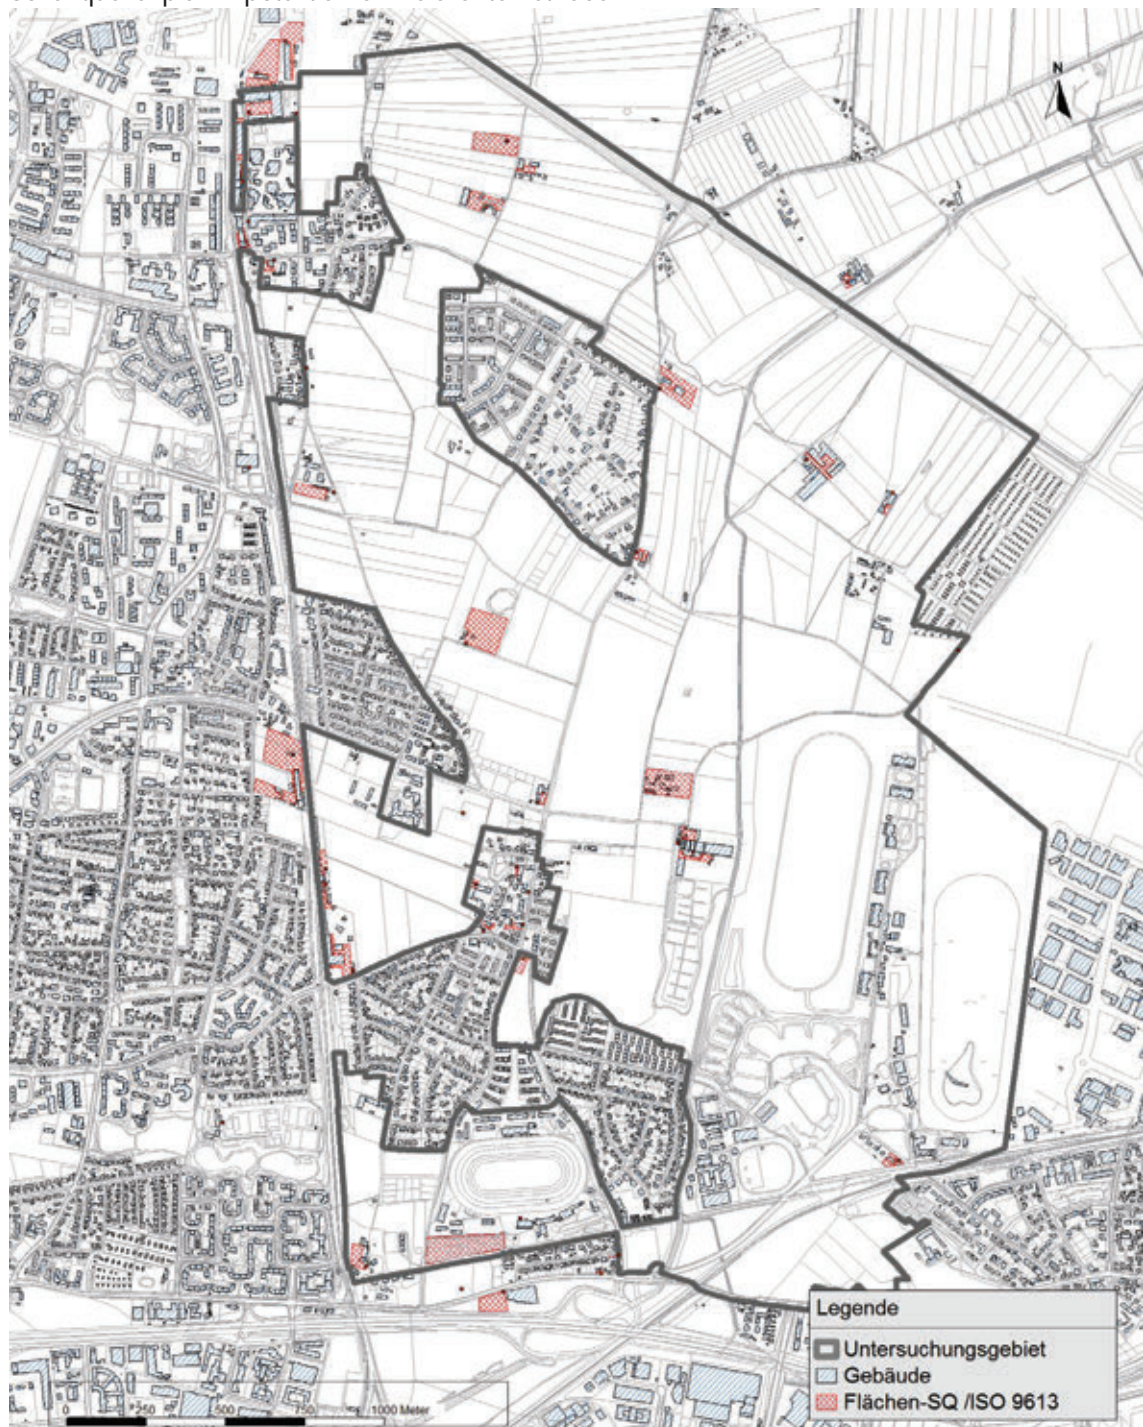 N
Legende
Untersuchungsgebiet
Gebäude
Flächen-SQ /ISO 9613
0 250 500 750 1000 Meter